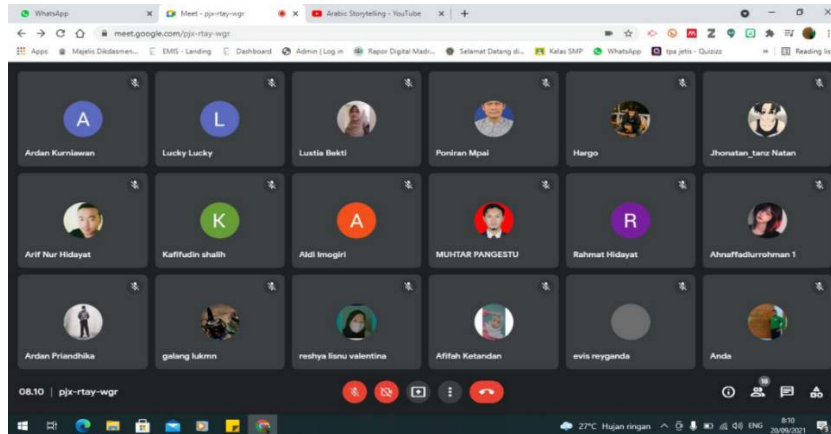 WhatsApp
Meet - pjx-rtay-wgr
Arabic Storytelling - YouTube
meet.google.com/pjx-rtay-wgr
Apps Majelis Dikdasmen... EMIS - Landing Dashboard Admin | Log in Rapor Digital Madr... Selamat Datang di... Kelas SMP WhatsApp tpa jetis - Quizizz Reading lis
A
Ardan Kurniawan
L
Lucky Lucky
Lustia Bekti
Poniran Mpai
Hargo
Jhonatan_tanz Natan
Arif Nur Hidayat
K
Kafifudin shalih
A
Aldi Imogiri
MUHTAR PANGESTU
R
Rahmat Hidayat
Ahnaffadlurrohman 1
Ardan Priandhika
galang lukmn
reshya lisnu valentina
Afifah Ketandan
evis reyganda
Anda
08.10 | pjx-rtay-wgr
18
27°C Hujan ringan ENG 8:10
20/09/2021